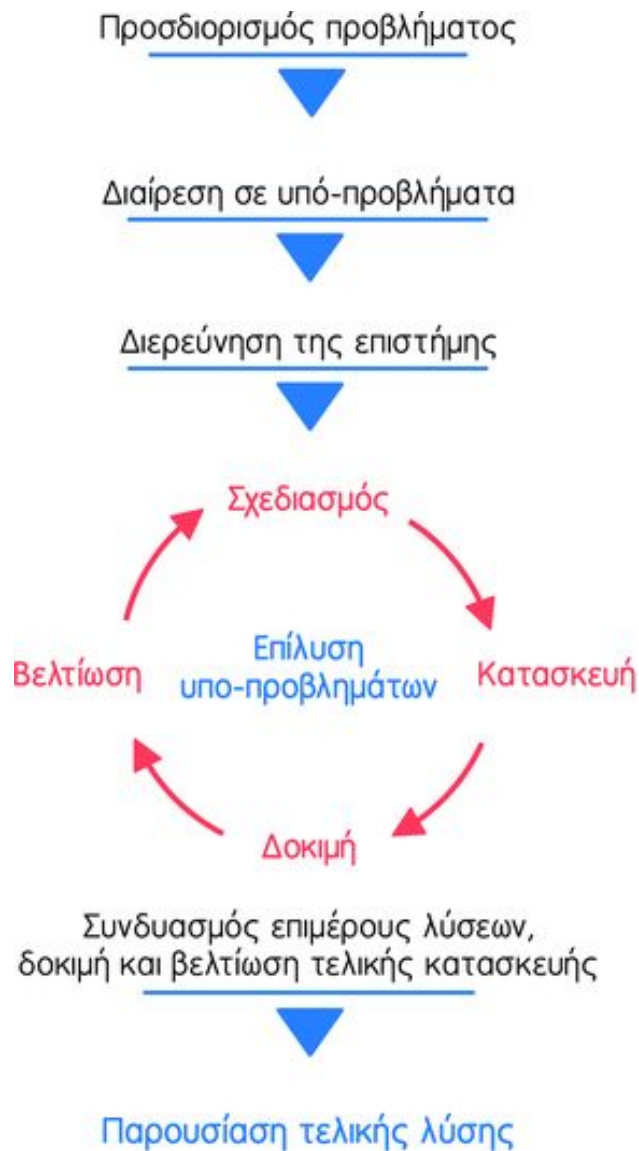 Προσδιορισμός προβλήματος
Διαίρεση σε υπό-προβλήματα
Διερεύνηση της επιστήμης
Σχεδιασμός
Βελτίωση
Επίλυση
υπο-προβλημάτων
Κατασκευή
Δοκιμή
Συνδυασμός επιμέρους λύσεων,
δοκιμή και βελτίωση τελικής κατασκευής
Παρουσίαση τελικής λύσης